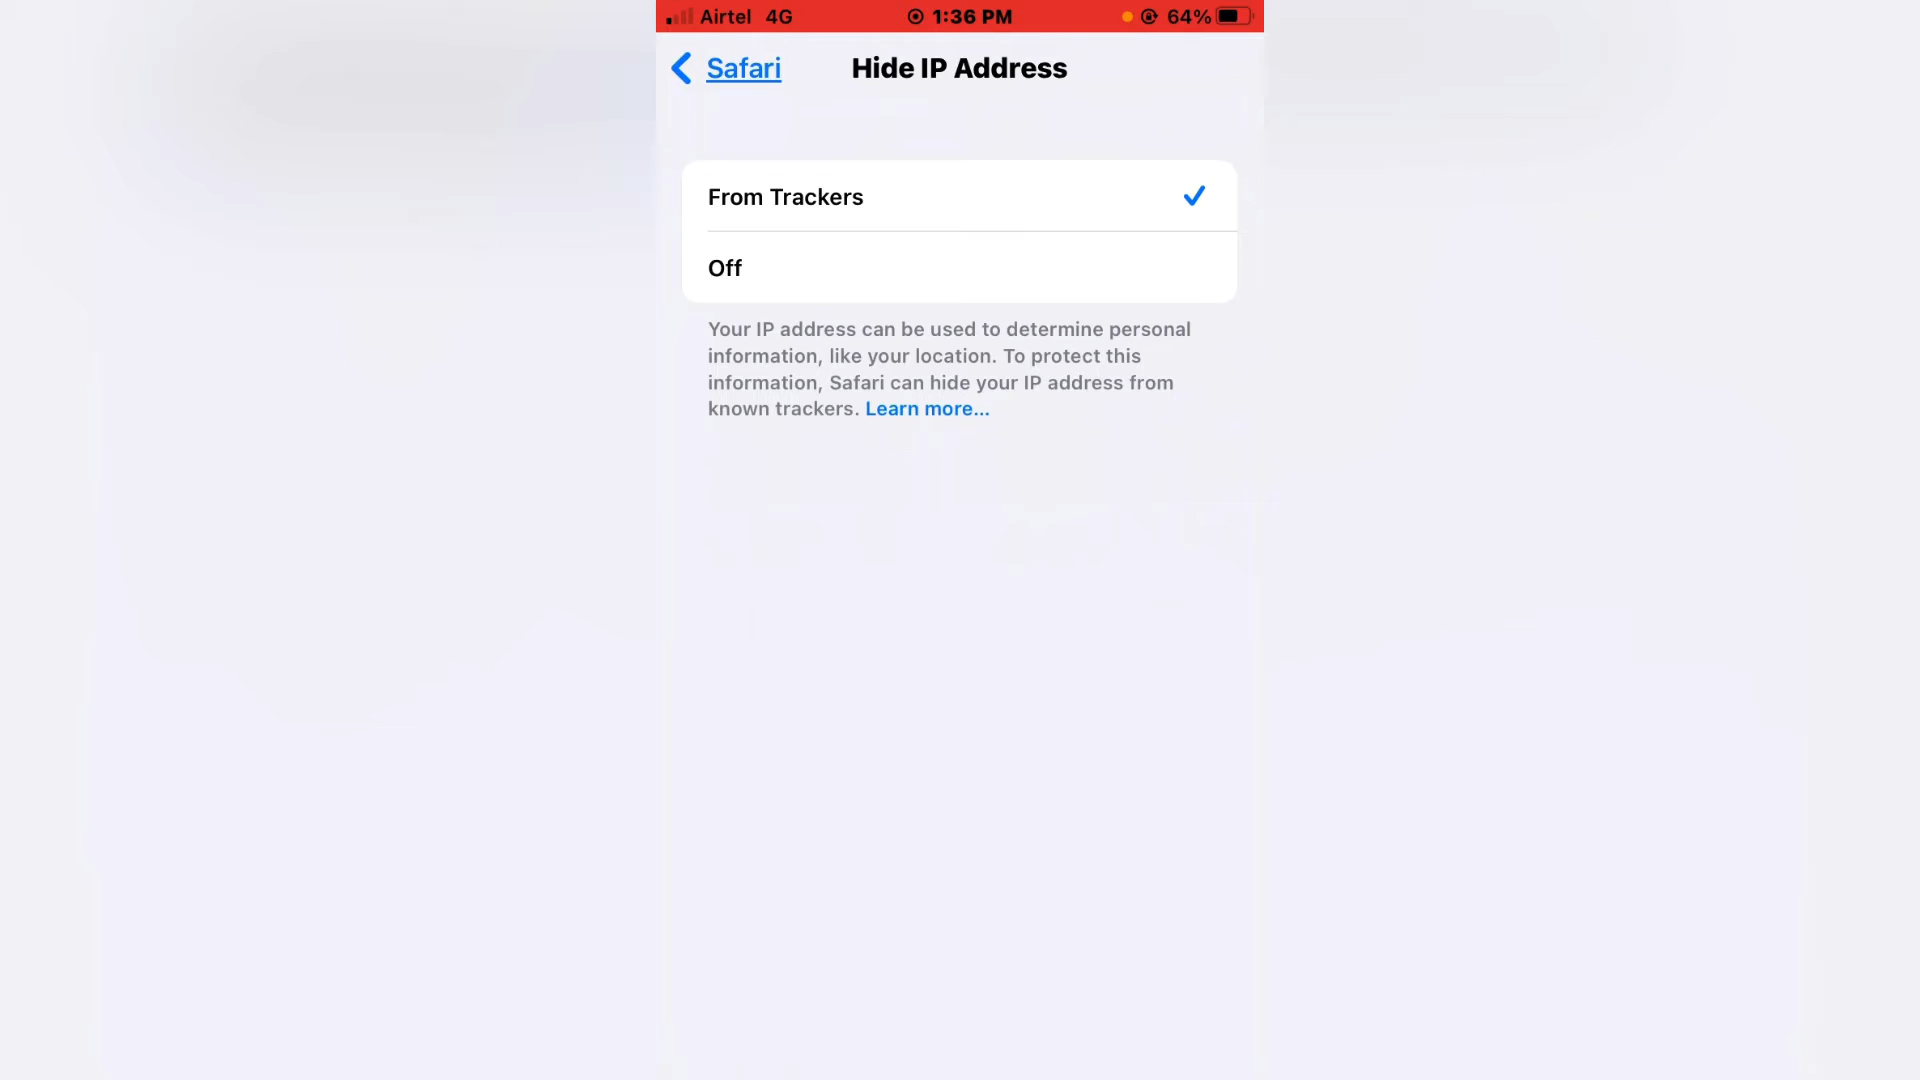 Airtel 4G 1:36 PM 64%
Safari Hide IP Address
From Trackers
Off
Your IP address can be used to determine personal
information, like your location. To protect this
information, Safari can hide your IP address from
known trackers. Learn more...